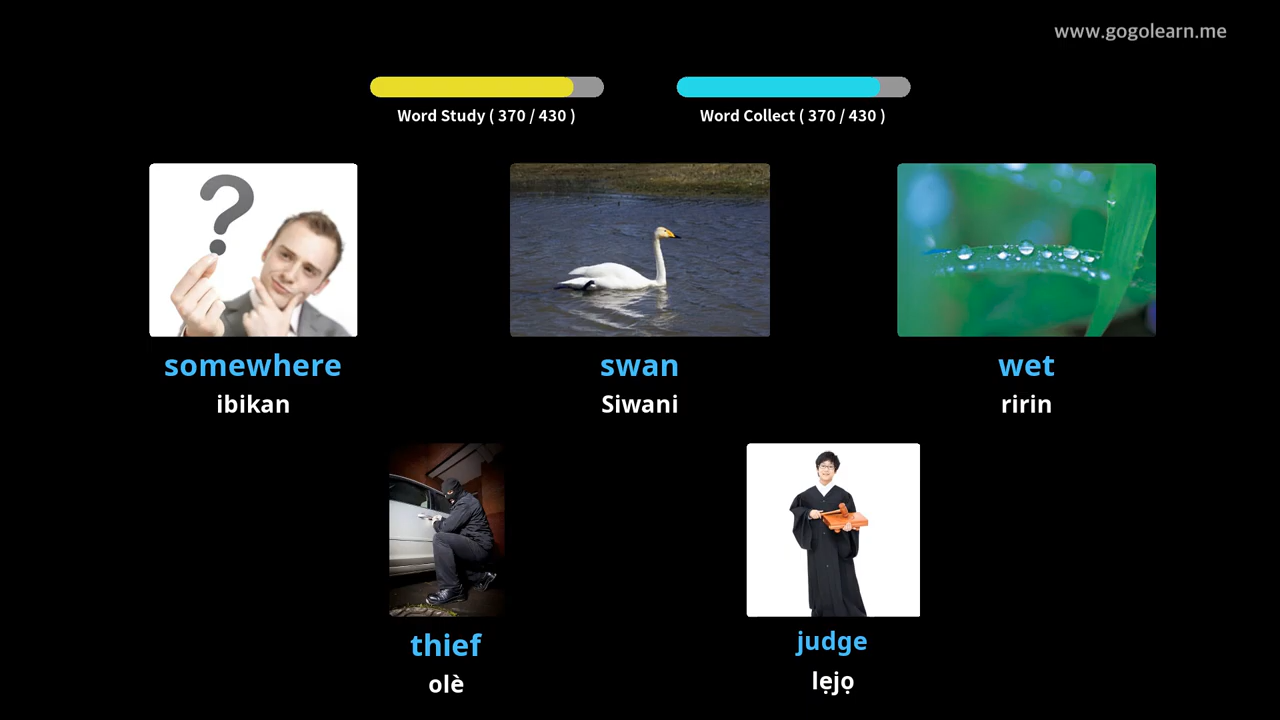 www.gogolearn.me
Word Study ( 370 / 430 )
Word Collect ( 370 / 430 )
somewhere
ibikan
swan
Siwani
wet
ririn
thief
olè
judge
lẹjọ